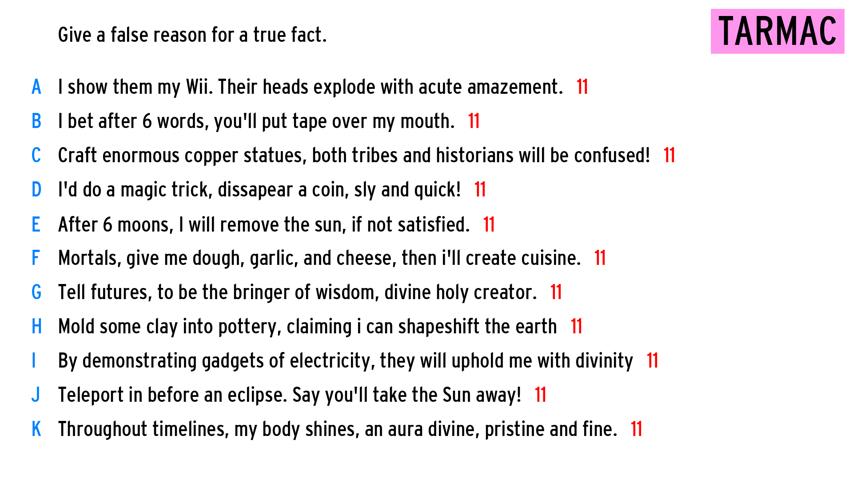 Give a false reason for a true fact.
TARMAC
A I show them my Wii. Their heads explode with acute amazement. 11
B I bet after 6 words, you'll put tape over my mouth. 11
C Craft enormous copper statues, both tribes and historians will be confused! 11
D I'd do a magic trick, dissapear a coin, sly and quick! 11
E After 6 moons, I will remove the sun, if not satisfied. 11
F Mortals, give me dough, garlic, and cheese, then i'll create cuisine. 11
G Tell futures, to be the bringer of wisdom, divine holy creator. 11
H Mold some clay into pottery, claiming i can shapeshift the earth 11
I By demonstrating gadgets of electricity, they will uphold me with divinity 11
J Teleport in before an eclipse. Say you'll take the Sun away! 11
K Throughout timelines, my body shines, an aura divine, pristine and fine. 11